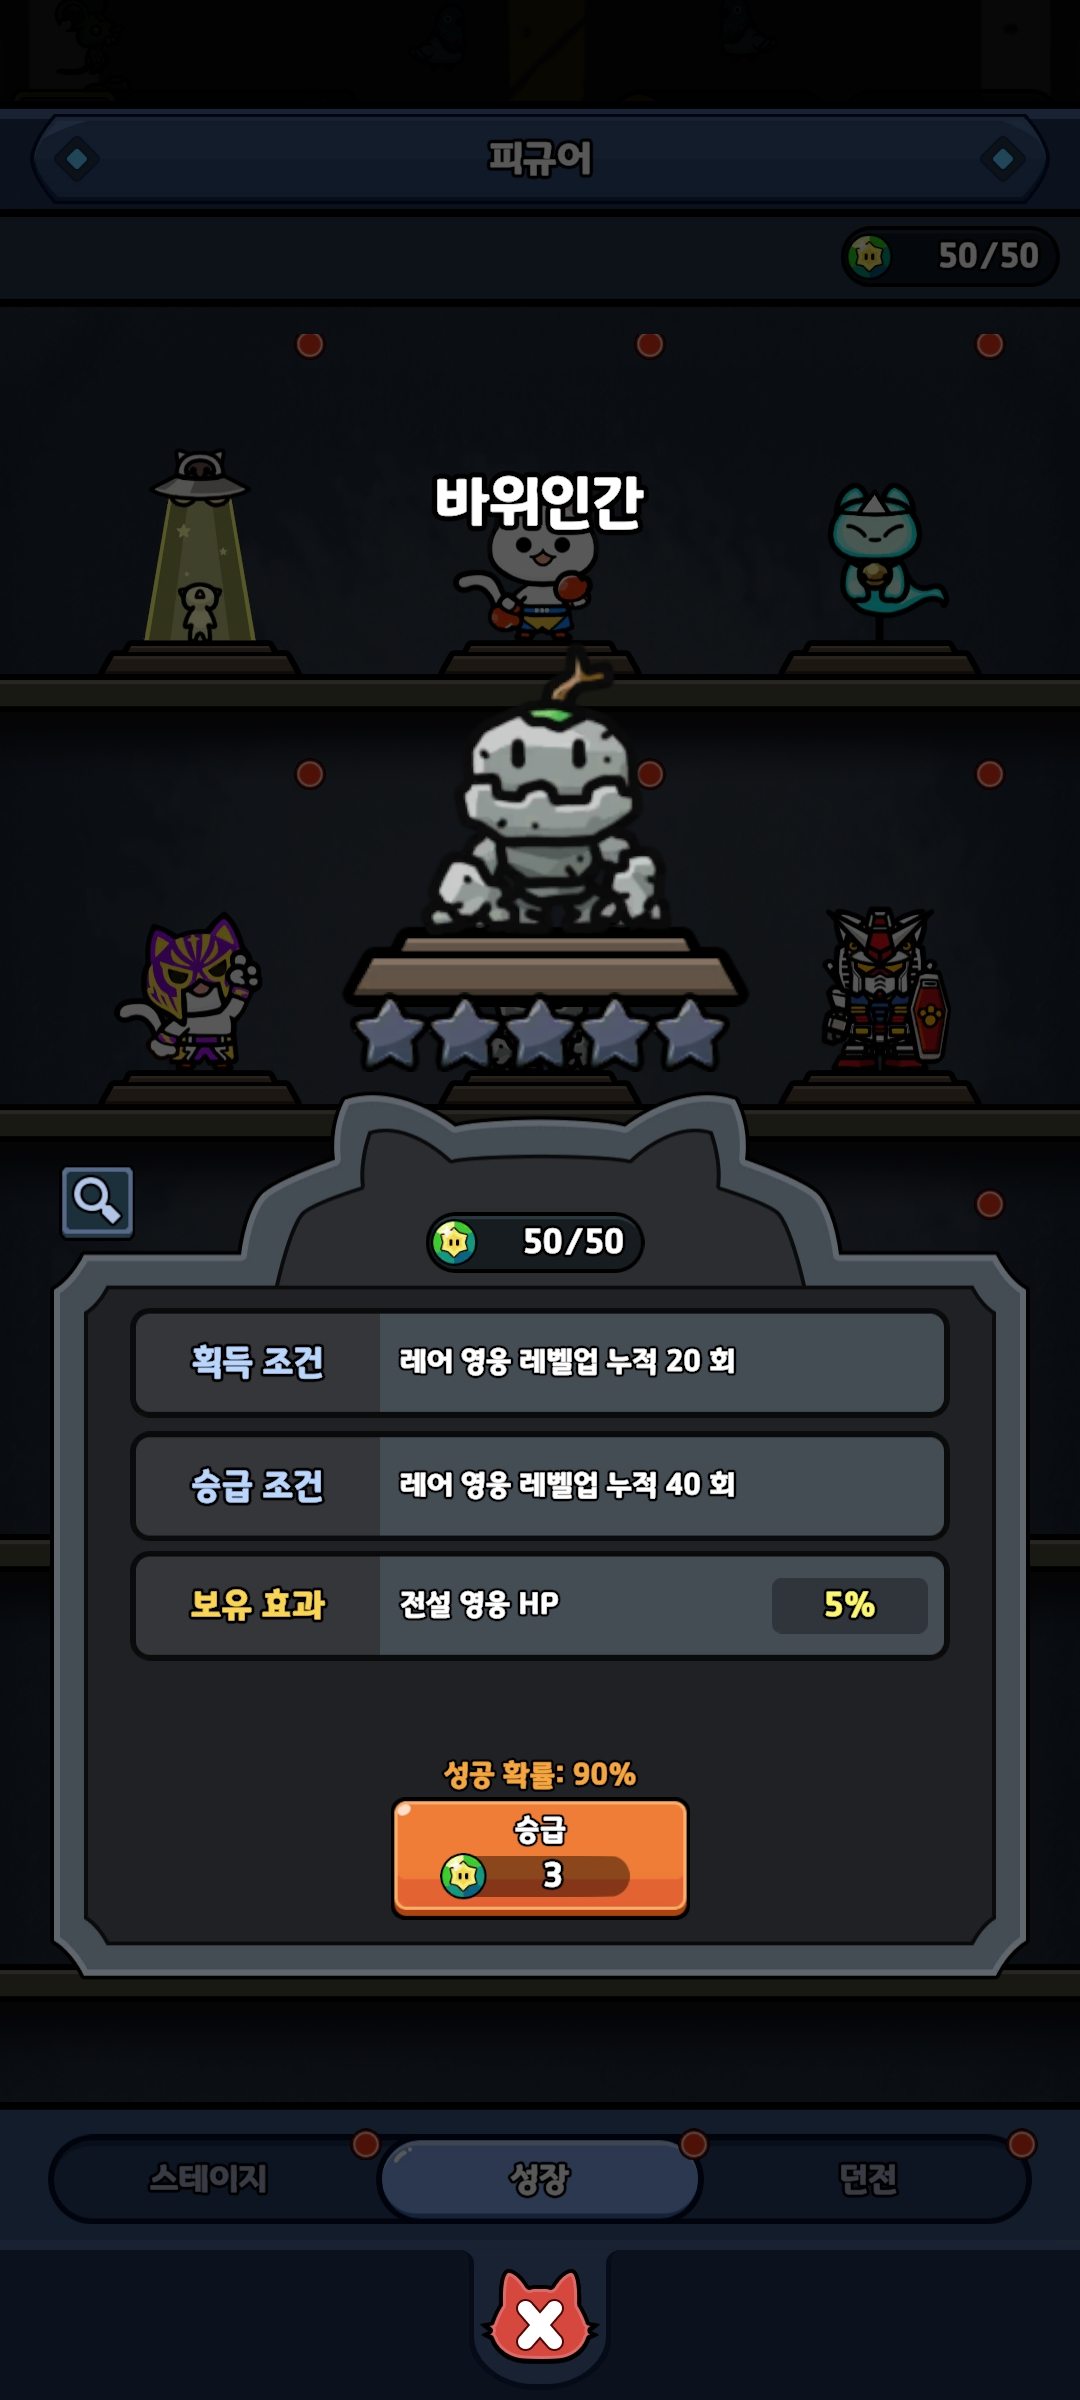 피규어
50/50
바위인간
50/50
획득 조건
레어 영웅 레벨업 누적 20 회
승급 조건
레어 영웅 레벨업 누적 40 회
보유 효과
전설 영웅 HP
5%
성공 확률: 90%
승급
3
스테이지
성장
던전